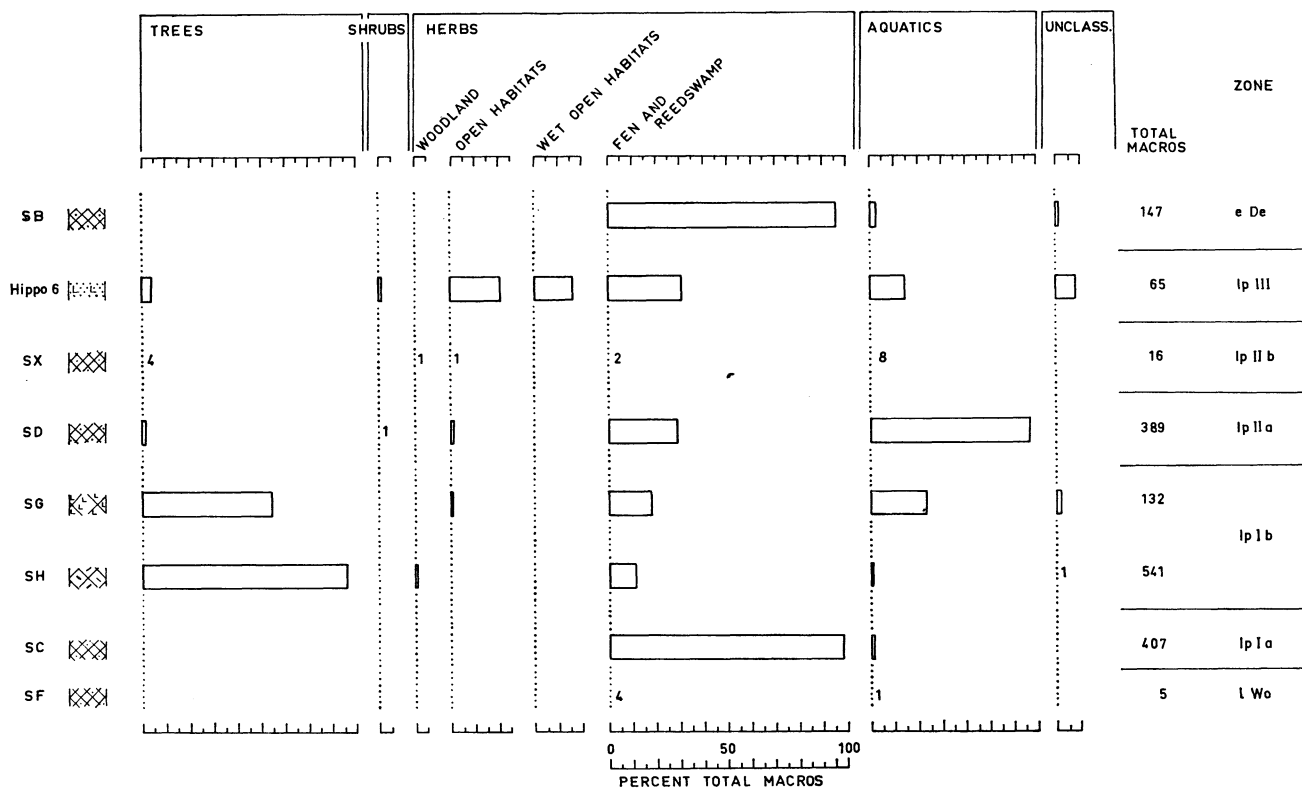 TREES SHRUBS HERBS AQUATICS UNCLASS.
WOODLAND
OPEN HABITATS
WET OPEN HABITATS
FEN AND
REEDSWAMP
ZONE
TOTAL
MACROS
SB 147 e De
Hippo 6 65 Ip III
SX 4 1 1 2 8 16 Ip II b
SD 1 389 Ip II a
SG 132
Ip I b
SH 1 541
SC 407 Ip I a
SF 4 1 5 l Wo
0 50 100
PERCENT TOTAL MACROS